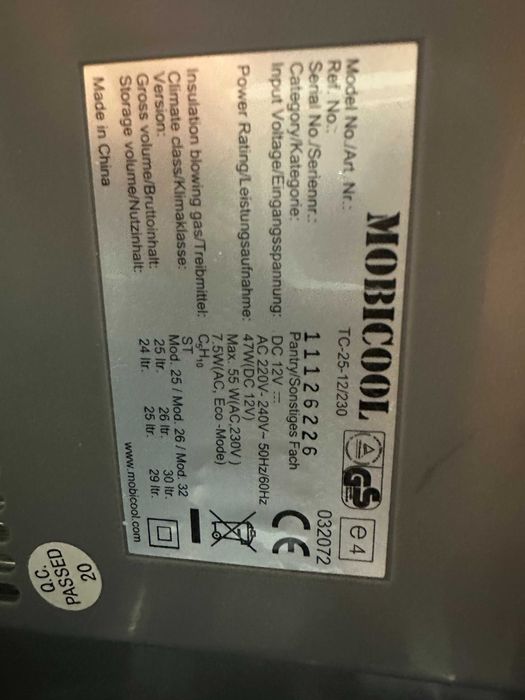 MOBICOOL
e4
GS
Model No./Art. Nr.: TC-25-12/230
Ref. No.: 032072
Serial No./Seriennr.: 11126226
Category/Kategorie: Pantry/Sonstiges Fach
Input Voltage/Eingangsspannung: DC 12V ⎓
AC 220V-240V~ 50Hz/60Hz
Power Rating/Leistungsaufnahme: 47W(DC 12V)
Max. 55 W(AC,230V)
7.5W(AC, Eco -Mode)
CE
Insulation blowing gas/Treibmittel: C₅H₁₀
Climate class/Klimaklasse: ST
Version: Mod. 25 / Mod. 26 / Mod. 32
Gross volume/Bruttoinhalt: 25 ltr. 26 ltr. 30 ltr.
Storage volume/Nutzinhalt: 24 ltr. 25 ltr. 29 ltr.
Made in China
www.mobicool.com
Q.C.
PASSED
20